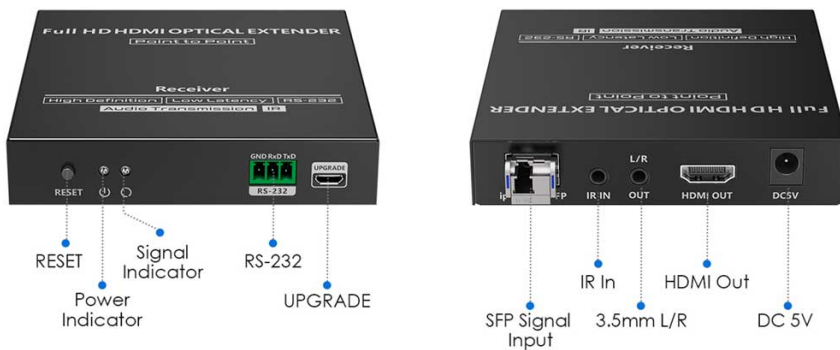 Full HD HDMI OPTICAL EXTENDER
Point to Point
Receiver
High Definition Low Latency RS-232
Audio Transmission IR
GND RxD TxD
UPGRADE
RESET
RS-232
RESET
Power Indicator
Signal Indicator
RS-232
UPGRADE
Audio Transmission IR
High Definition Low Latency RS-232
Receiver
Point to Point
Full HD HDMI OPTICAL EXTENDER
L/R
IR IN
OUT
HDMI OUT
DC5V
SFP Signal
Input
IR In
3.5mm L/R
HDMI Out
DC 5V